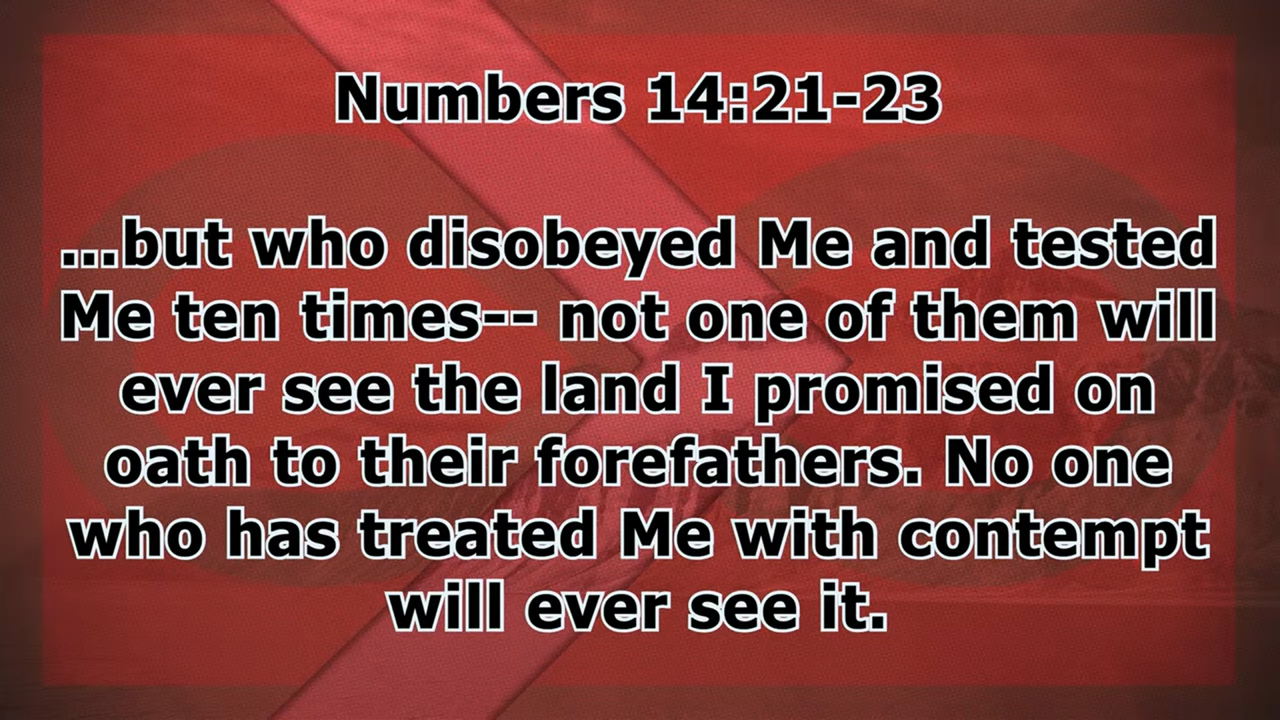 Numbers 14:21-23
...but who disobeyed Me and tested
Me ten times-- not one of them will
ever see the land I promised on
oath to their forefathers. No one
who has treated Me with contempt
will ever see it.